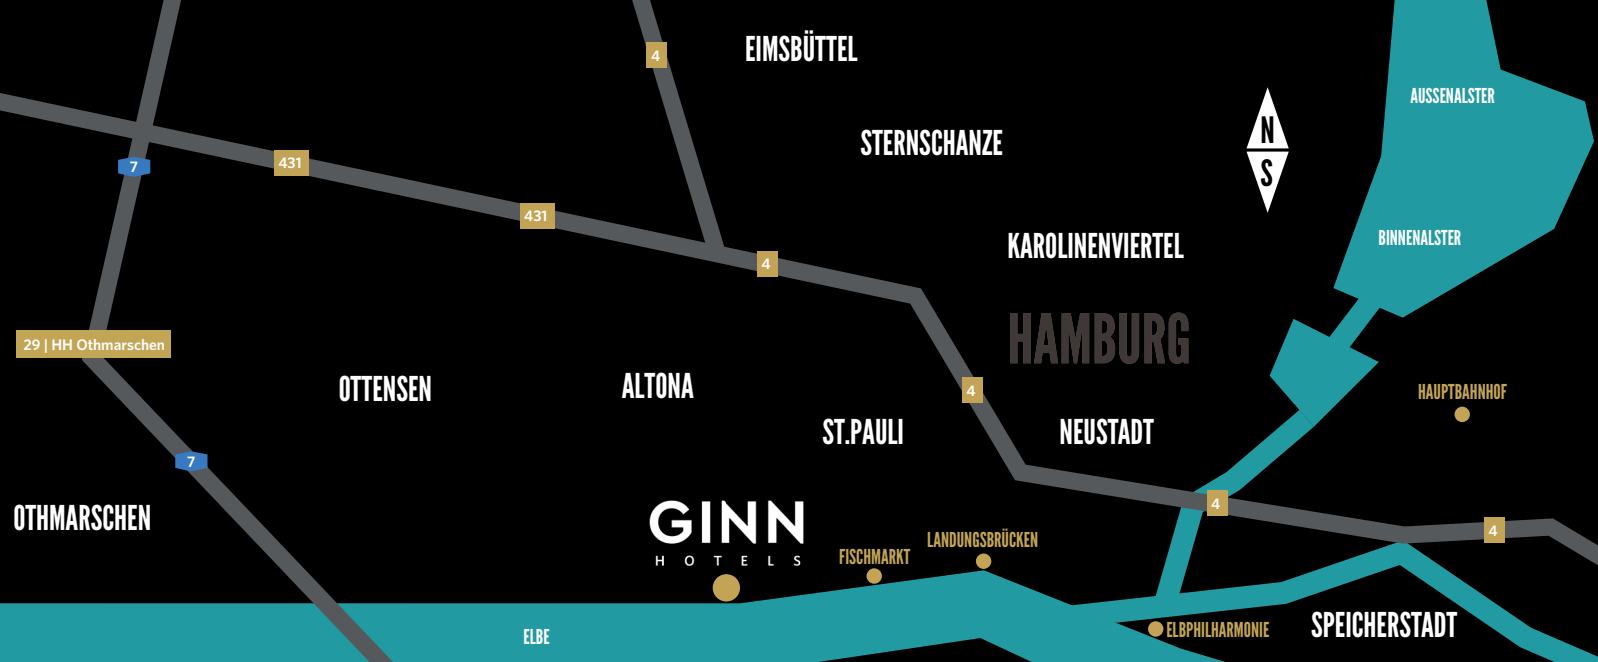 EIMSBÜTTEL
4
AUSSENALSTER
N
S
STERNSCHANZE
7
431
431
BINNENALSTER
KAROLINENVIERTEL
4
HAMBURG
29 | HH Othmarschen
OTTENSEN
ALTONA
4
HAUPTBAHNHOF
ST.PAULI
NEUSTADT
7
4
OTHMARSCHEN
GINN
HOTELS
4
LANDUNGSBRÜCKEN
FISCHMARKT
ELBE
ELBPHILHARMONIE
SPEICHERSTADT